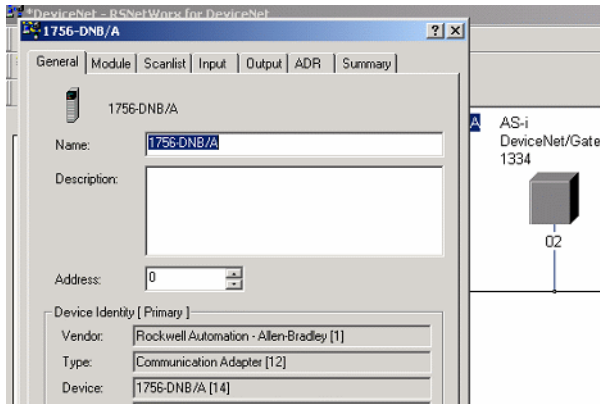 *DeviceNet - RSNetWorx for DeviceNet
1756-DNB/A
General Module Scanlist Input Output ADR Summary
1756-DNB/A
Name: 1756-DNB/A
Description:
Address: 0
Device Identity [ Primary ]
Vendor: Rockwell Automation - Allen-Bradley [1]
Type: Communication Adapter [12]
Device: 1756-DNB/A [14]
A
AS-i
DeviceNet/Gate
1334
02